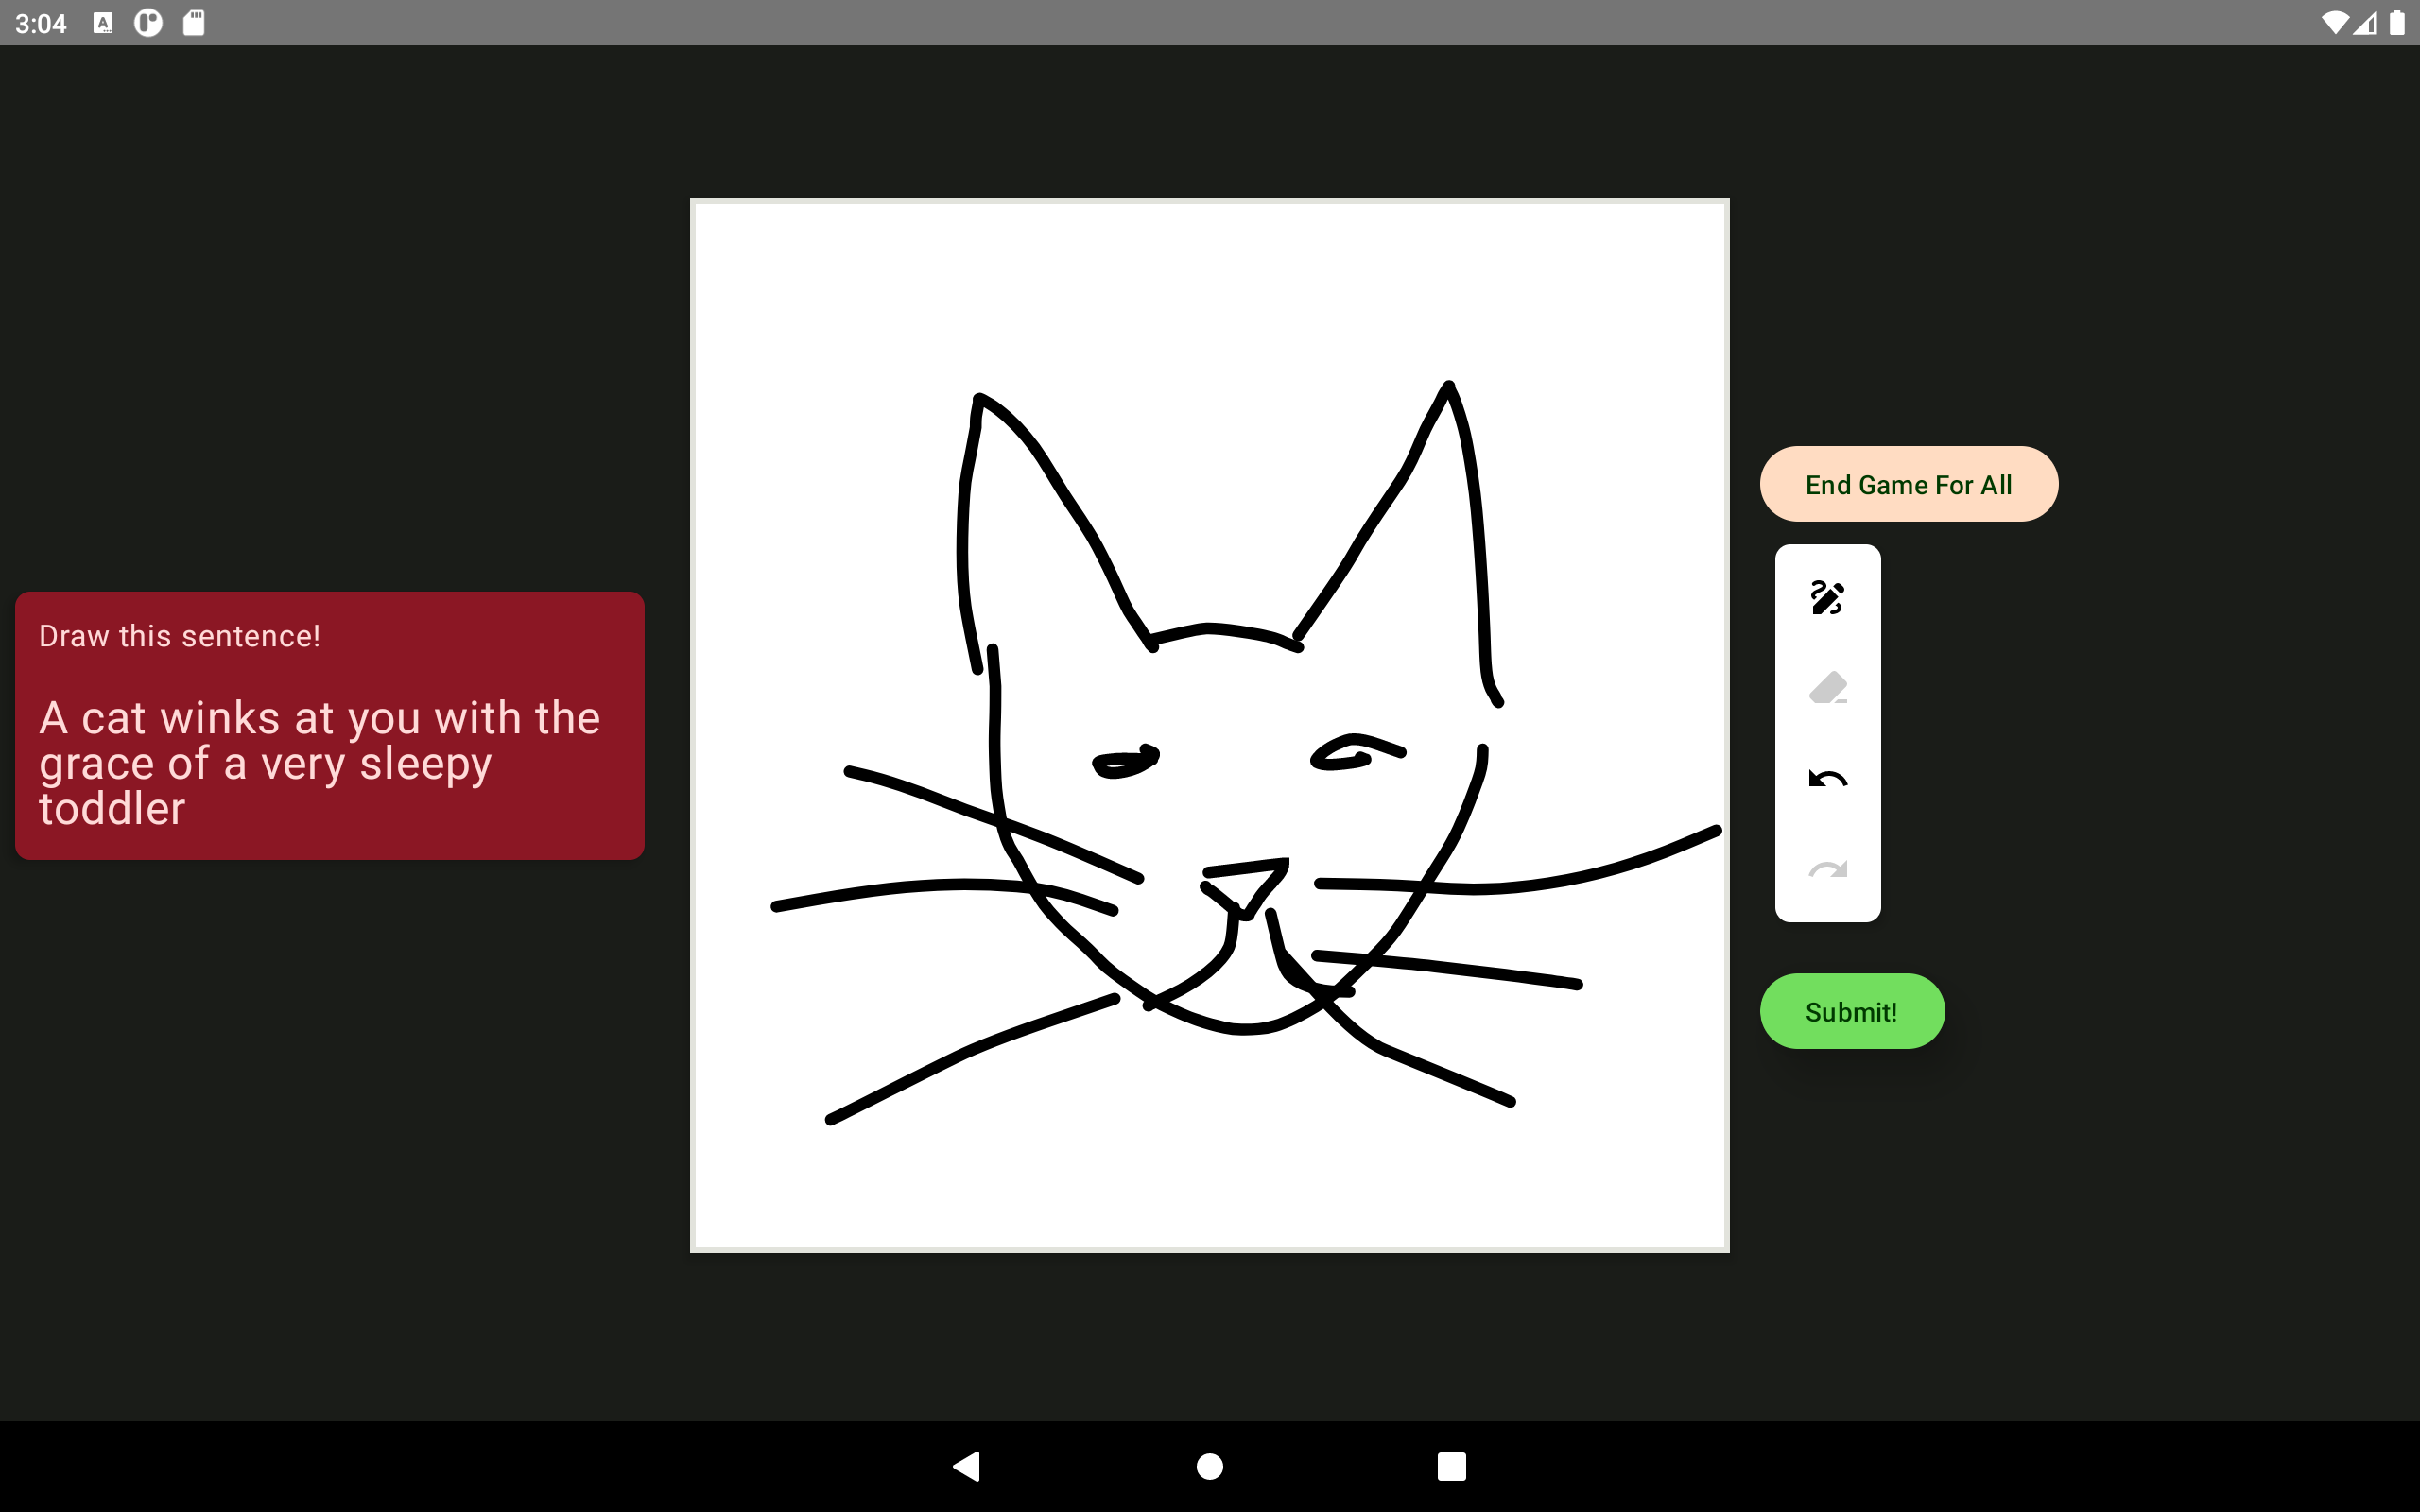 3:04
A
End Game For All
Draw this sentence!
A cat winks at you with the
grace of a very sleepy
toddler
Submit!